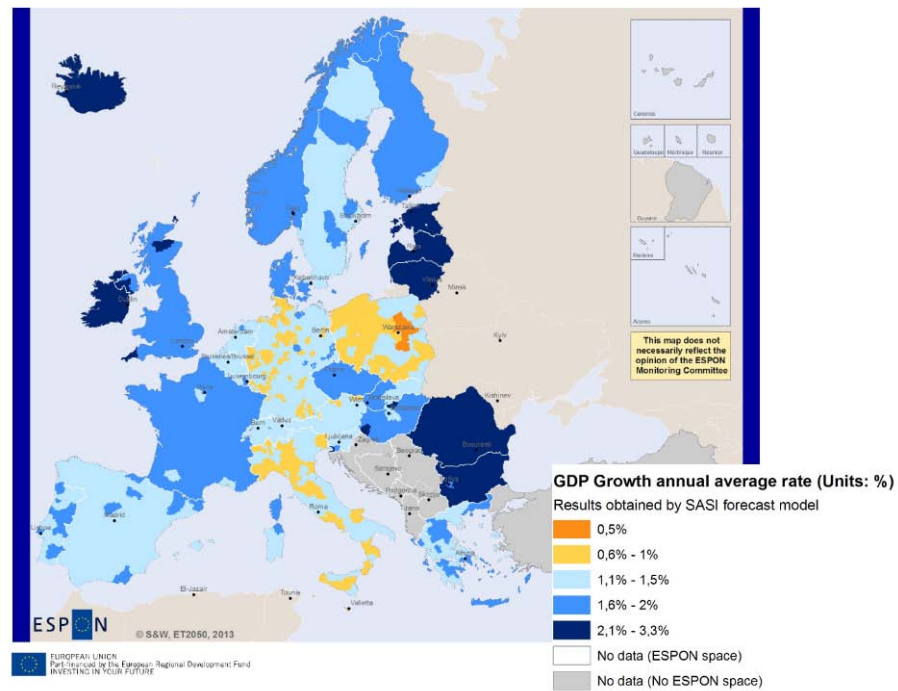 Canarias
Guadeloupe
Martinique
Réunion
Guyane
Madeira
Acores
This map does not
necessarily reflect the
opinion of the ESPON
Monitoring Committee
Reykjavik
Oslo
Stockholm
Helsinki
Tallinn
Riga
Vilnius
Minsk
København
Dublin
London
Amsterdam
Berlin
Warszawa
Kyiv
Bruxelles/Brussel
Luxembourg
Paris
Praha
Wien
Bratislava
Budapest
Kishinev
Bern
Vaduz
Ljubljana
Zagreb
Beograd
Bucuresti
Sarajevo
Podgorica
Sofiya
Skopje
Tirana
Roma
Madrid
Lisboa
Athinai
El-Jazair
Tounis
Valletta
GDP Growth annual average rate (Units: %)
Results obtained by SASI forecast model
0,5%
0,6% - 1%
1,1% - 1,5%
1,6% - 2%
2,1% - 3,3%
No data (ESPON space)
No data (No ESPON space)
ESPON
© S&W, ET2050, 2013
EUROPEAN UNION
Part-financed by the European Regional Development Fund
INVESTING IN YOUR FUTURE